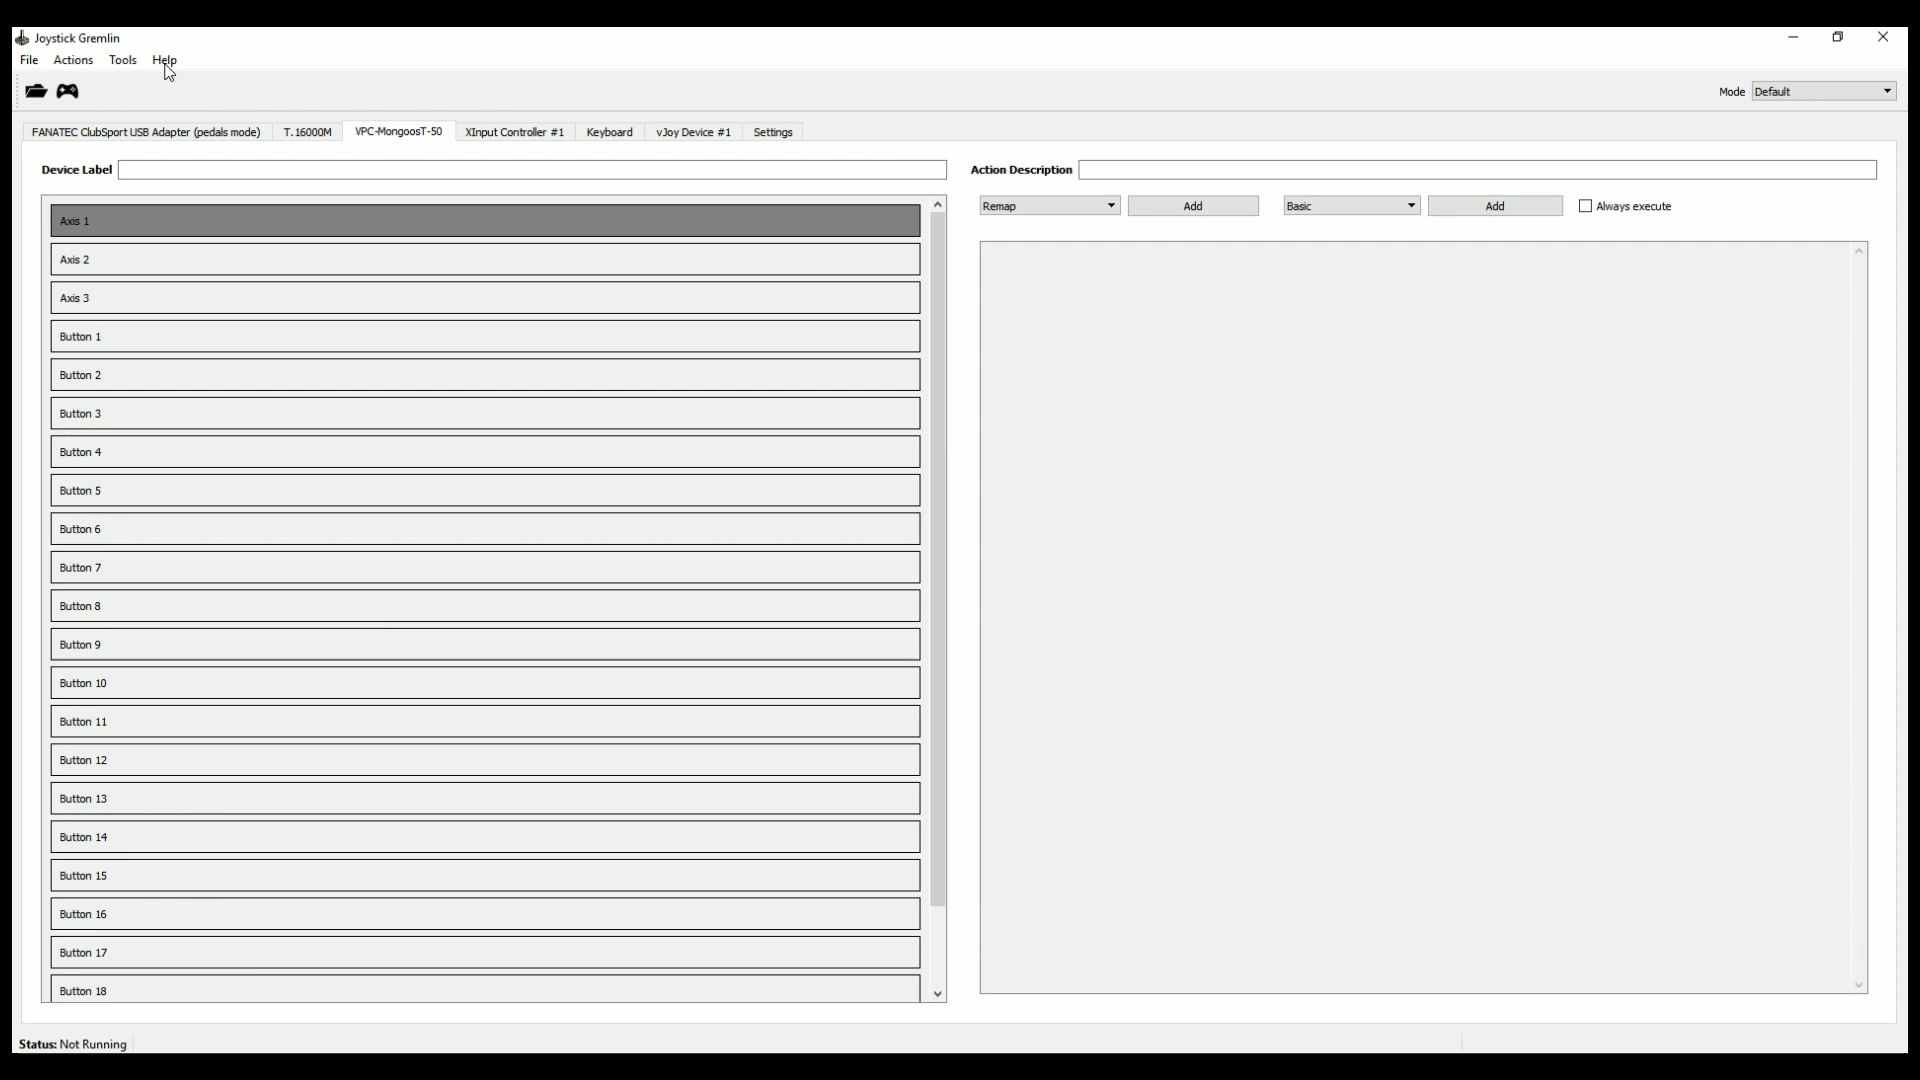 Joystick Gremlin
File Actions Tools Help
Mode Default
FANATEC ClubSport USB Adapter (pedals mode) T.16000M VPC-MongoosT-50 XInput Controller #1 Keyboard vJoy Device #1 Settings
Device Label
Action Description
Remap Add Basic Add Always execute
Axis 1
Axis 2
Axis 3
Button 1
Button 2
Button 3
Button 4
Button 5
Button 6
Button 7
Button 8
Button 9
Button 10
Button 11
Button 12
Button 13
Button 14
Button 15
Button 16
Button 17
Button 18
Status: Not Running